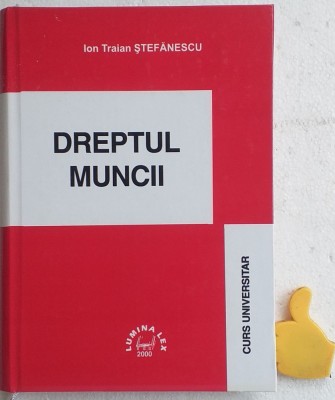 Ion Traian ŞTEFĂNESCU
DREPTUL
MUNCII
CURS UNIVERSITAR
LUMINA LEX
2000